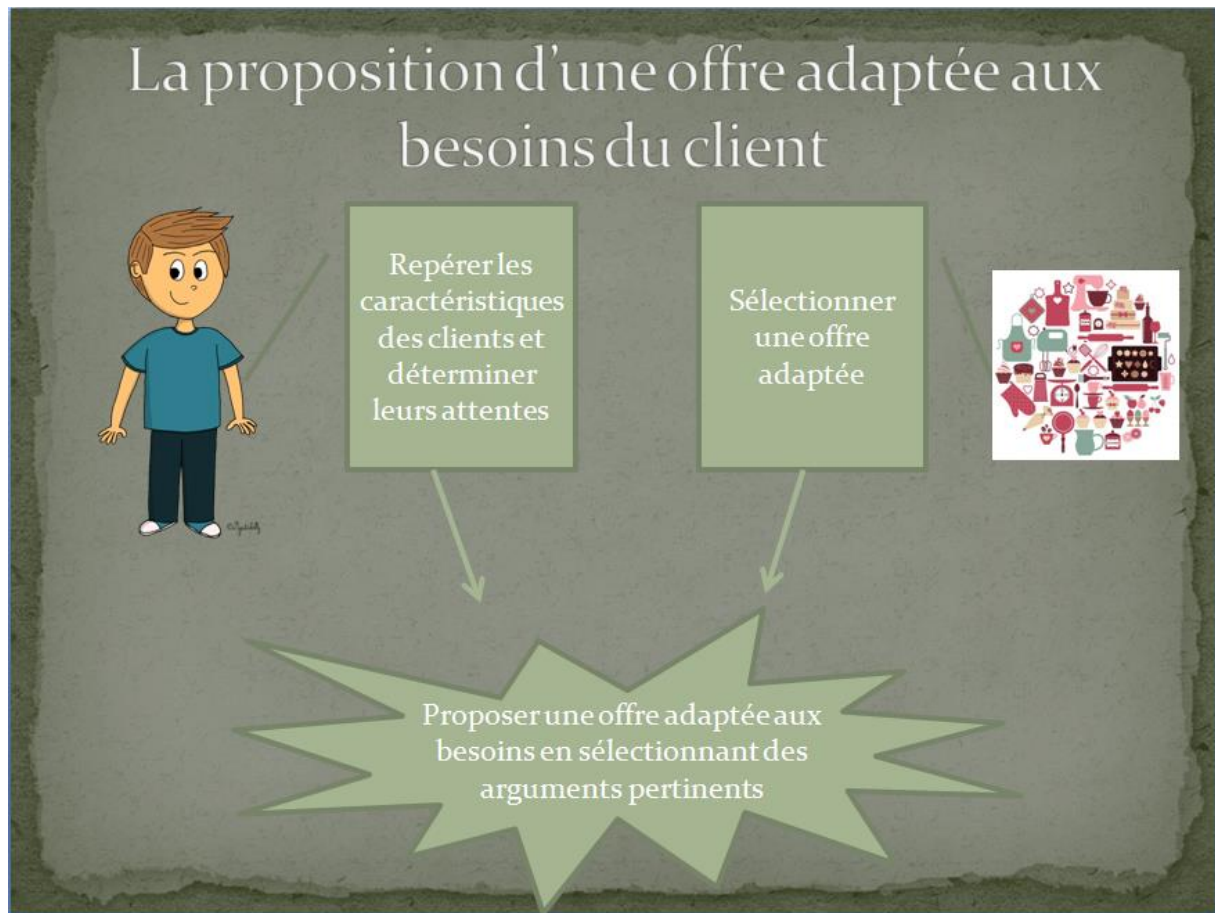 La proposition d'une offre adaptée aux
besoins du client
Repérer les
caractéristiques
des clients et
déterminer
leurs attentes
Sélectionner
une offre
adaptée
Proposer une offre adaptée aux
besoins en sélectionnant des
arguments pertinents